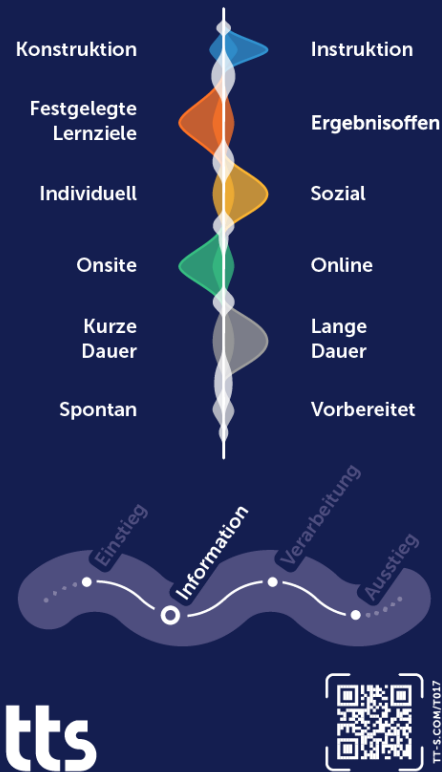 Konstruktion Instruktion
Festgelegte
Lernziele
Ergebnisoffen
Individuell Sozial
Onsite Online
Kurze
Dauer
Lange
Dauer
Spontan Vorbereitet
Einstieg
Information
Verarbeitung
Ausstieg
tts
TT-S.COM/T017